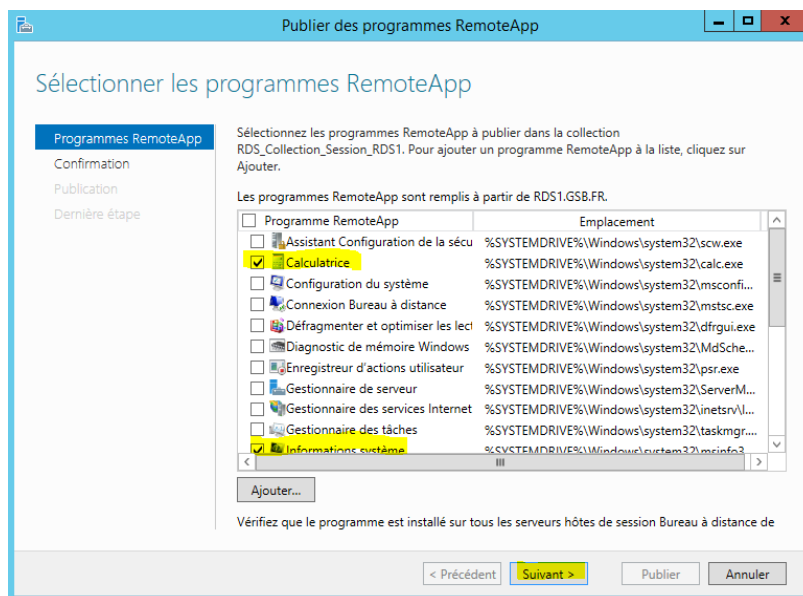 Publier des programmes RemoteApp
Sélectionner les programmes RemoteApp
Programmes RemoteApp
Confirmation
Publication
Dernière étape
Sélectionnez les programmes RemoteApp à publier dans la collection
RDS_Collection_Session_RDS1. Pour ajouter un programme RemoteApp à la liste, cliquez sur
Ajouter.
Les programmes RemoteApp sont remplis à partir de RDS1.GSB.FR.
Programme RemoteApp Emplacement
Assistant Configuration de la sécu %SYSTEMDRIVE%\Windows\system32\scw.exe
Calculatrice %SYSTEMDRIVE%\Windows\system32\calc.exe
Configuration du système %SYSTEMDRIVE%\Windows\system32\msconfi...
Connexion Bureau à distance %SYSTEMDRIVE%\Windows\system32\mstsc.exe
Défragmenter et optimiser les lect %SYSTEMDRIVE%\Windows\system32\dfrgui.exe
Diagnostic de mémoire Windows %SYSTEMDRIVE%\Windows\system32\MdSche...
Enregistreur d'actions utilisateur %SYSTEMDRIVE%\Windows\system32\psr.exe
Gestionnaire de serveur %SYSTEMDRIVE%\Windows\system32\ServerM...
Gestionnaire des services Internet %SYSTEMDRIVE%\Windows\system32\inetsrv\I...
Gestionnaire des tâches %SYSTEMDRIVE%\Windows\system32\taskmgr....
Informations système %SYSTEMDRIVE%\Windows\system32\msinfo3
Ajouter...
Vérifiez que le programme est installé sur tous les serveurs hôtes de session Bureau à distance de
< Précédent Suivant > Publier Annuler